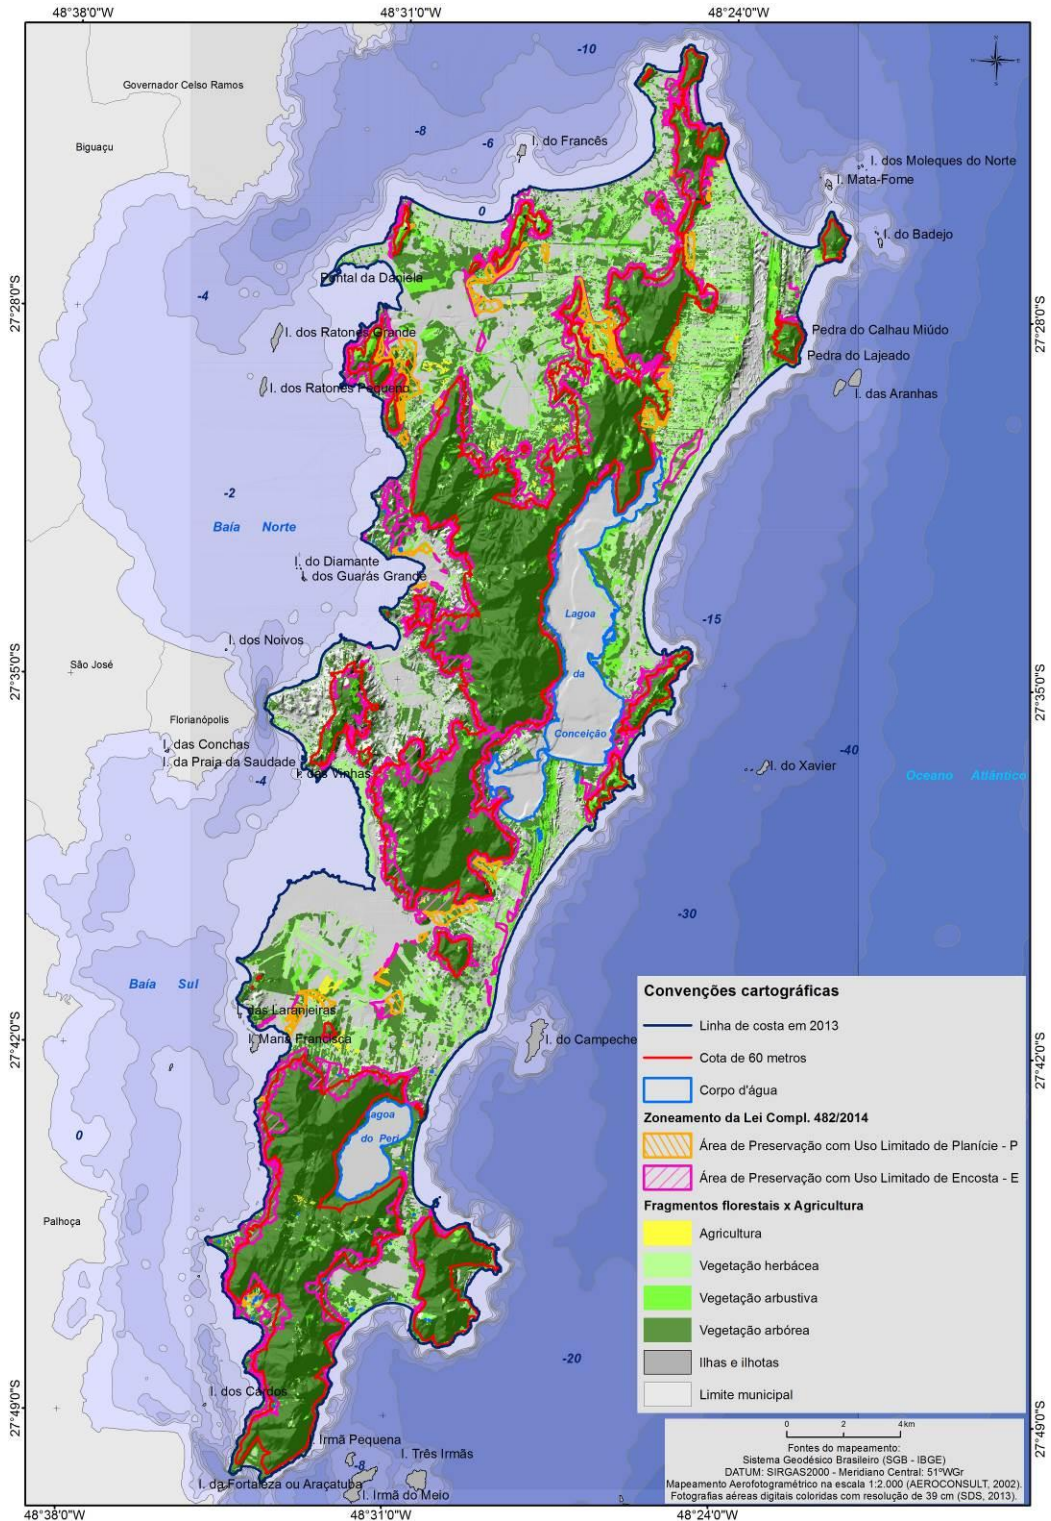 48°38'0"W
48°31'0"W
48°24'0"W
-10
Governador Celso Ramos
-8
-6
I. do Francês
Biguaçu
I. dos Moleques do Norte
I. Mata-Fome
0
I. do Badejo
Pontal da Daniela
-4
27°28'0"S
27°28'0"S
I. dos Ratones Grande
Pedra do Calhau Miúdo
Pedra do Lajeado
I. dos Ratones Pequeno
I. das Aranhas
-2
Baía Norte
I. do Diamante
I. dos Guarás Grande
Lagoa
-15
I. dos Noivos
São José
27°35'0"S
da
27°35'0"S
Florianópolis
Conceição
I. das Conchas
-40
I. da Praia da Saudade
I. das Vinhas
-4
I. do Xavier
Oceano Atlântico
-30
Baía Sul
I. das Laranjeiras
I. Maria Francisca
I. do Campeche
27°42'0"S
27°42'0"S
Lagoa
do Peri
0
Palhoça
-20
I. dos Cardos
27°49'0"S
27°49'0"S
I. Irmã Pequena
I. Três Irmãs
-8
I. da Fortaleza ou Araçatuba
I. Irmã do Meio
Convenções cartográficas
Linha de costa em 2013
Cota de 60 metros
Corpo d'água
Zoneamento da Lei Compl. 482/2014
Área de Preservação com Uso Limitado de Planície - P
Área de Preservação com Uso Limitado de Encosta - E
Fragmentos florestais x Agricultura
Agricultura
Vegetação herbácea
Vegetação arbustiva
Vegetação arbórea
Ilhas e ilhotas
Limite municipal
0 2 4 km
Fontes do mapeamento:
Sistema Geodésico Brasileiro (SGB - IBGE)
DATUM: SIRGAS2000 - Meridiano Central: 51°WGr
Mapeamento Aerofotogramétrico na escala 1:2.000 (AEROCONSULT, 2002).
Fotografias aéreas digitais coloridas com resolução de 39 cm (SDS, 2013).
48°38'0"W
48°31'0"W
48°24'0"W